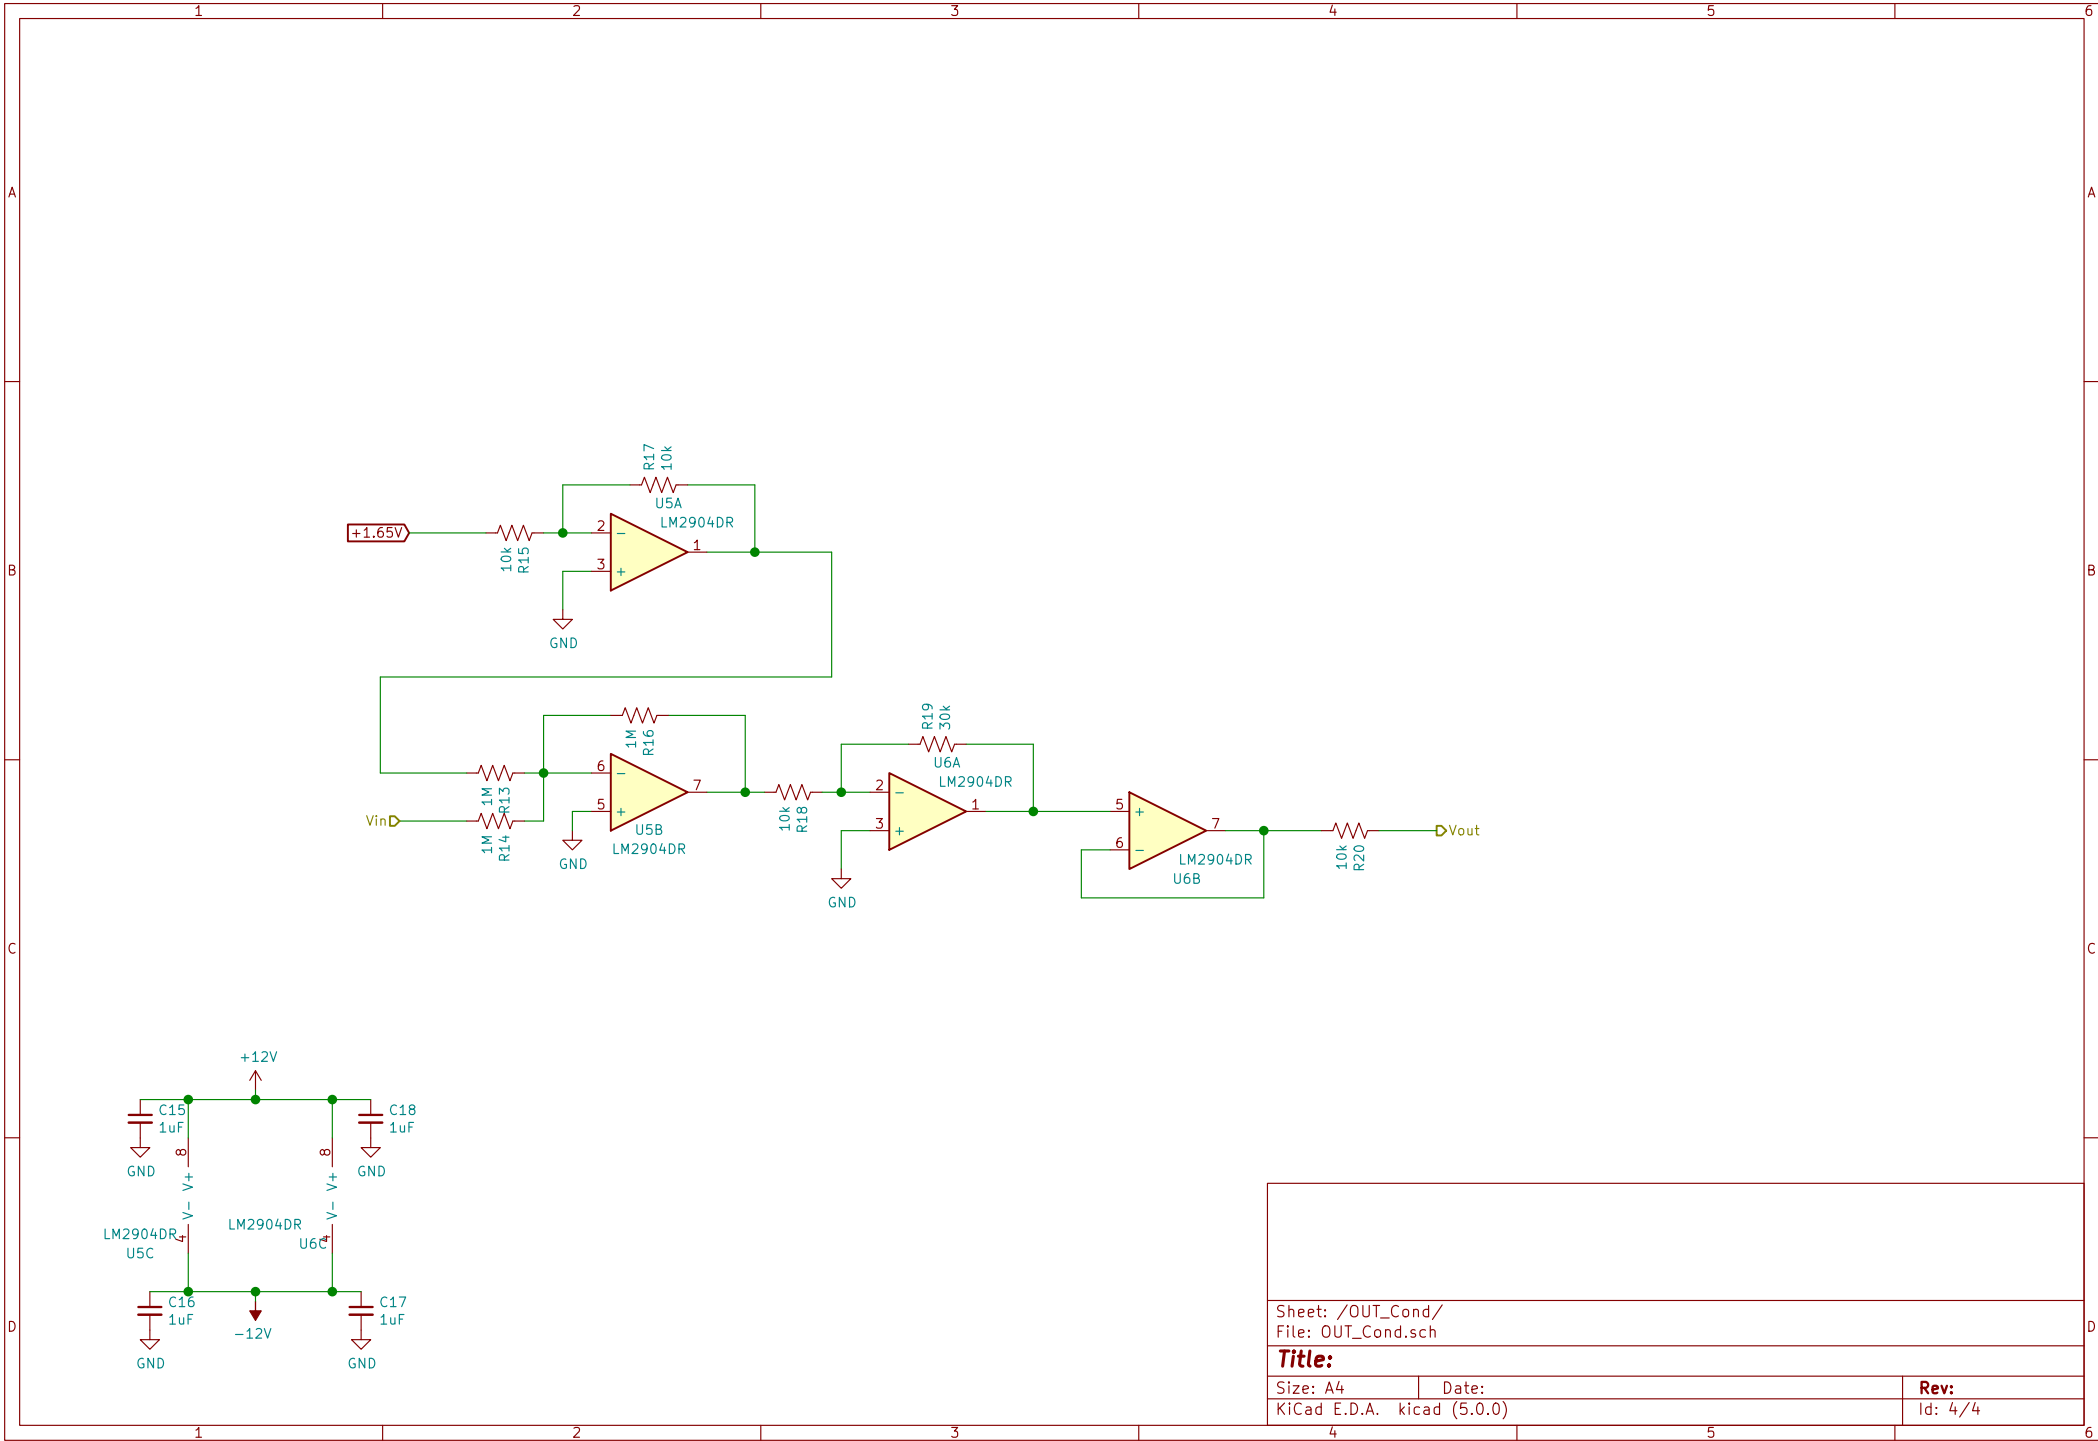 1 2 3 4 5 6
A A
R17
10k
U5A
LM2904DR
+1.65V
2
−
1
10k
R15
3
+
B B
GND
R19
30k
1M
R16
U6A
LM2904DR
6
−
7
1M
R13
2
−
1
5
+
Vin
5
+
10k
R18
3
+
7
Vout
1M
R14
U5B
LM2904DR
6
−
10k
R20
LM2904DR
U6B
GND
GND
C C
+12V
C15
1uF
C18
1uF
8
8
GND
GND
V+
V+
V-
V-
LM2904DR
LM2904DR
4
4
U5C
U6C
C16
1uF
C17
1uF
-12V
GND
GND
D D
Sheet: /OUT_Cond/
File: OUT_Cond.sch
Title:
Size: A4 Date: Rev:
KiCad E.D.A. kicad (5.0.0) Id: 4/4
1 2 3 4 5 6